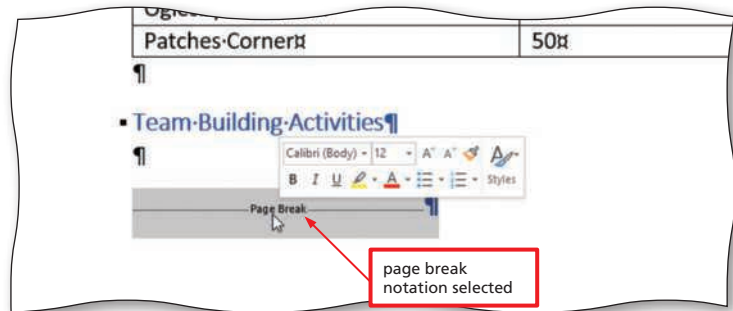 Patches·Corner¤ 50¤
¶
▪ Team·Building·Activities¶
¶
Calibri (Body) 12 A A A
B I U A Styles
Page Break ¶
page break
notation selected